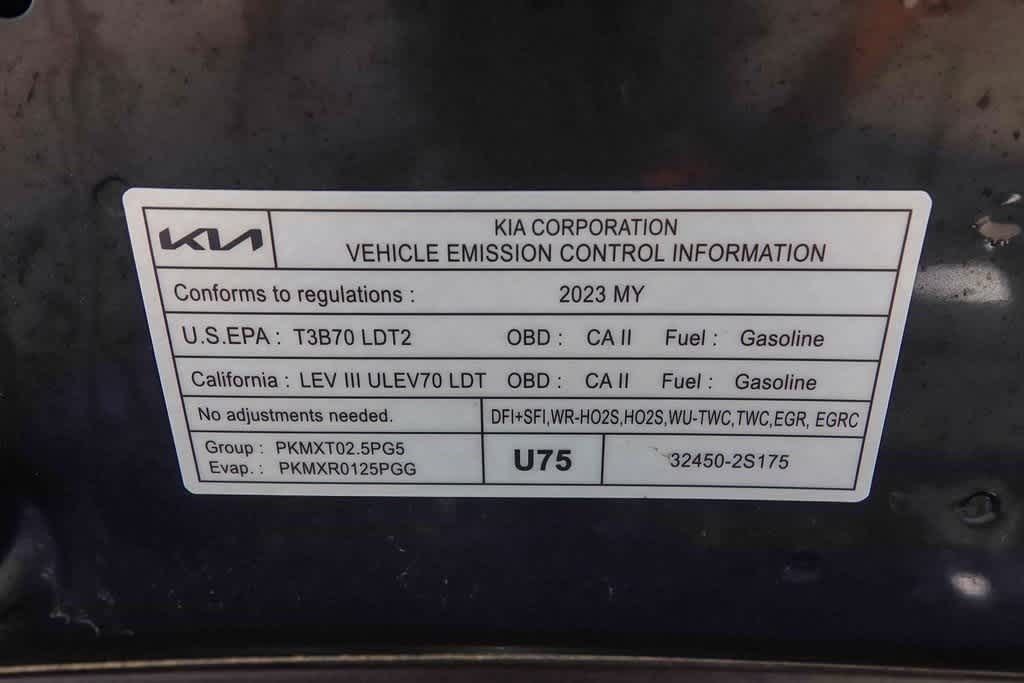 KIA
KIA CORPORATION
VEHICLE EMISSION CONTROL INFORMATION
Conforms to regulations : 2023 MY
U.S.EPA : T3B70 LDT2 OBD : CA II Fuel : Gasoline
California : LEV III ULEV70 LDT OBD : CA II Fuel : Gasoline
No adjustments needed. DFI+SFI,WR-HO2S,HO2S,WU-TWC,TWC,EGR, EGRC
Group : PKMXT02.5PG5
Evap. : PKMXR0125PGG
U75 32450-2S175